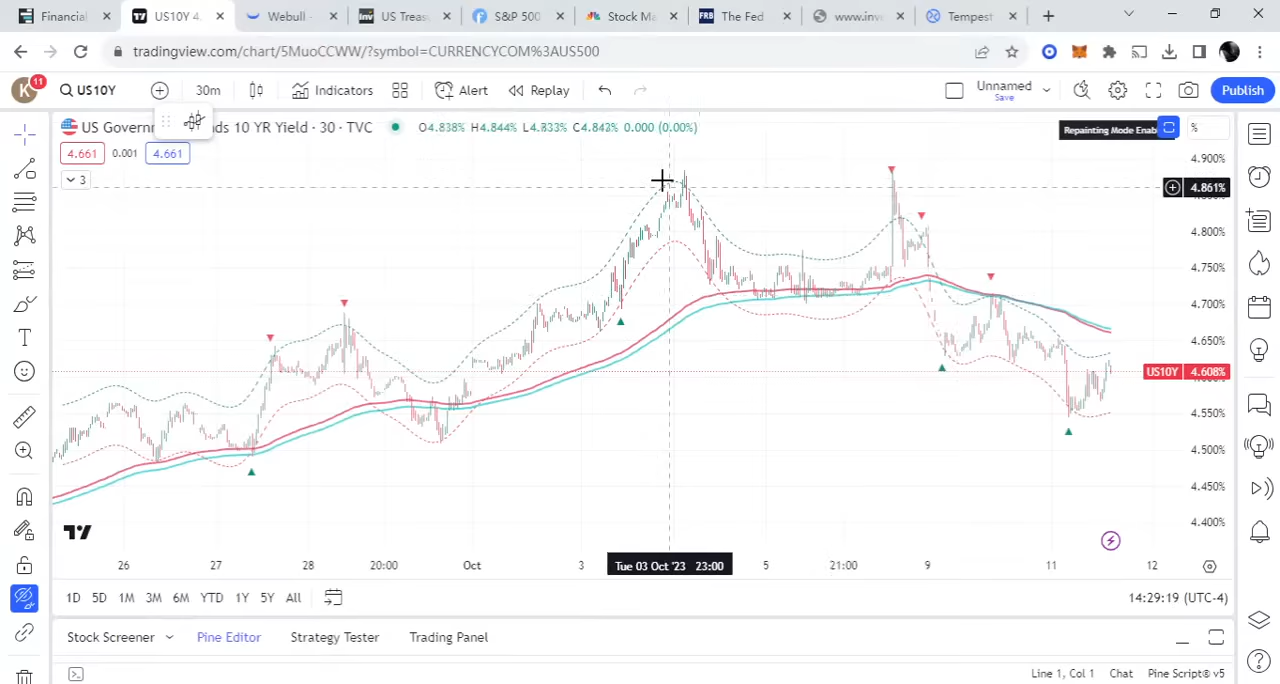 Financial
US10Y 4.
Webull -
US Treas
S&P 500
Stock Ma
FRB The Fed
www.inve
Tempest
tradingview.com/chart/5MuoCCWW/?symbol=CURRENCYCOM%3AUS500
K 11 US10Y 30m Indicators Alert Replay Unnamed Save Publish
US Governm ds 10 YR Yield · 30 · TVC O4.838% H4.844% L4.833% C4.842% 0.000 (0.00%)
Repainting Mode Enab
%
4.661 0.001 4.661
3
4.900%
4.861%
4.800%
4.750%
4.700%
4.650%
US10Y 4.608%
4.550%
4.500%
4.450%
4.400%
26 27 28 20:00 Oct 3 Tue 03 Oct '23 23:00 5 21:00 9 11 12
1D 5D 1M 3M 6M YTD 1Y 5Y All 14:29:19 (UTC-4)
Stock Screener Pine Editor Strategy Tester Trading Panel
Line 1, Col 1 Chat Pine Script® v5